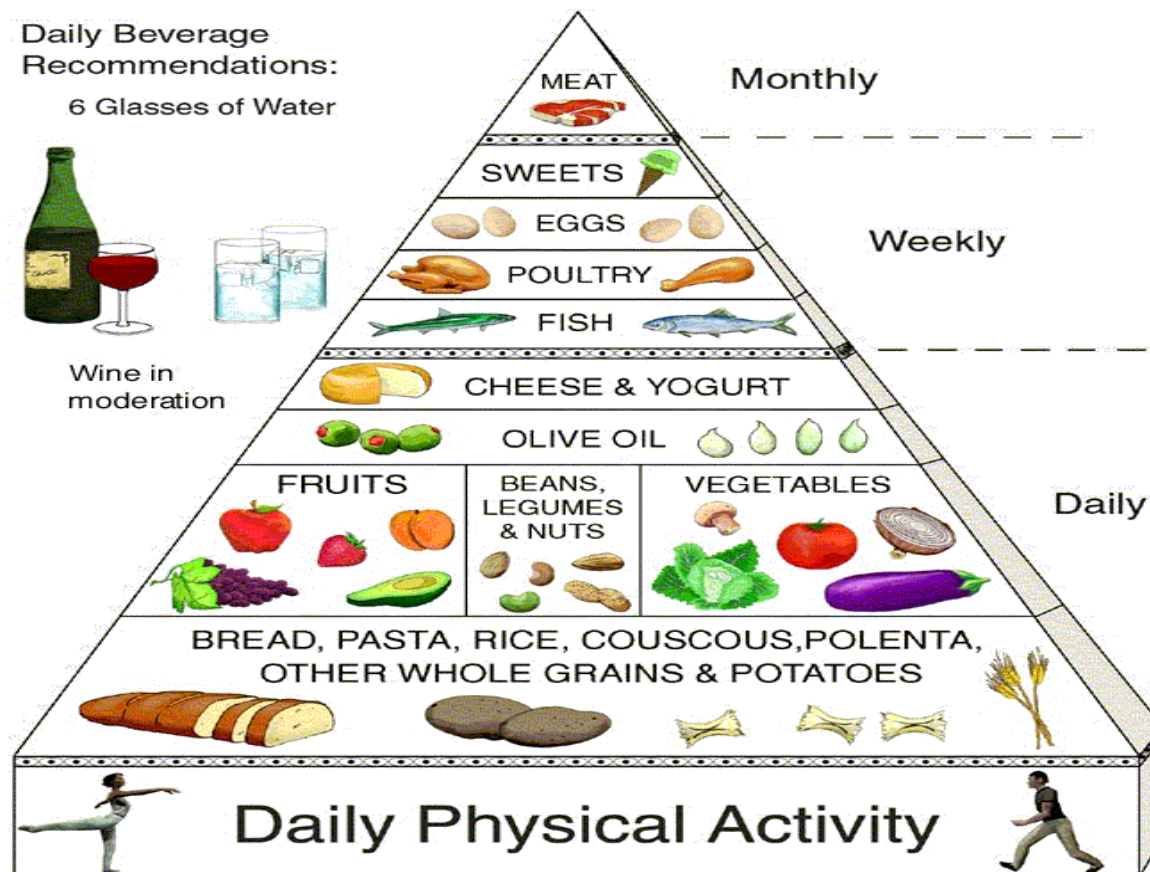 Daily Beverage
Recommendations:
6 Glasses of Water
Wine in
moderation
MEAT
Monthly
SWEETS
EGGS
Weekly
POULTRY
FISH
CHEESE & YOGURT
OLIVE OIL
FRUITS
BEANS,
LEGUMES
& NUTS
VEGETABLES
Daily
BREAD, PASTA, RICE, COUSCOUS,POLENTA,
OTHER WHOLE GRAINS & POTATOES
Daily Physical Activity